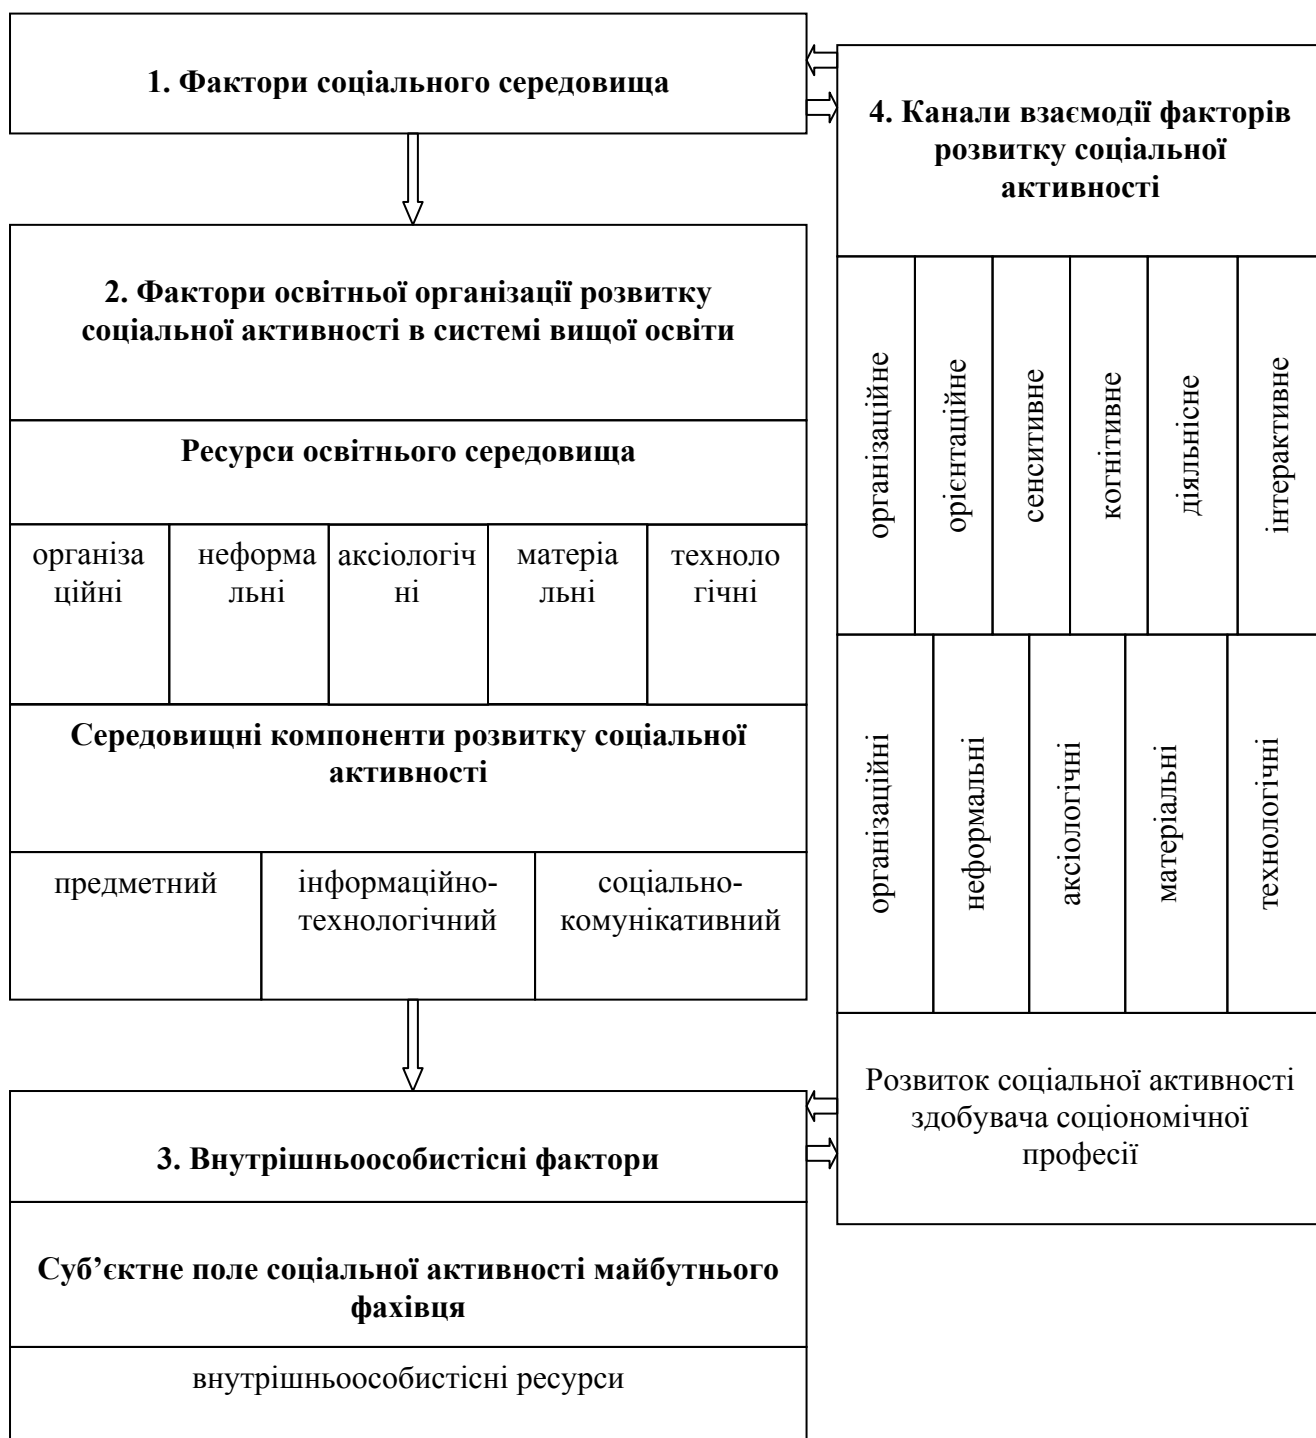 1. Фактори соціального середовища
4. Канали взаємодії факторів
розвитку соціальної
активності
2. Фактори освітньої організації розвитку
соціальної активності в системі вищої освіти
Ресурси освітнього середовища
організа
ційні
неформа
льні
аксіологіч
ні
матеріа
льні
техноло
гічні
Середовищні компоненти розвитку соціальної
активності
предметний
інформаційно-
технологічний
соціально-
комунікативний
організаційне
орієнтаційне
сенситивне
когнітивне
діяльнісне
інтерактивне
організаційні
неформальні
аксіологічні
матеріальні
технологічні
Розвиток соціальної активності
здобувача соціономічної
професії
3. Внутрішньоособистісні фактори
Суб’єктне поле соціальної активності майбутнього
фахівця
внутрішньоособистісні ресурси